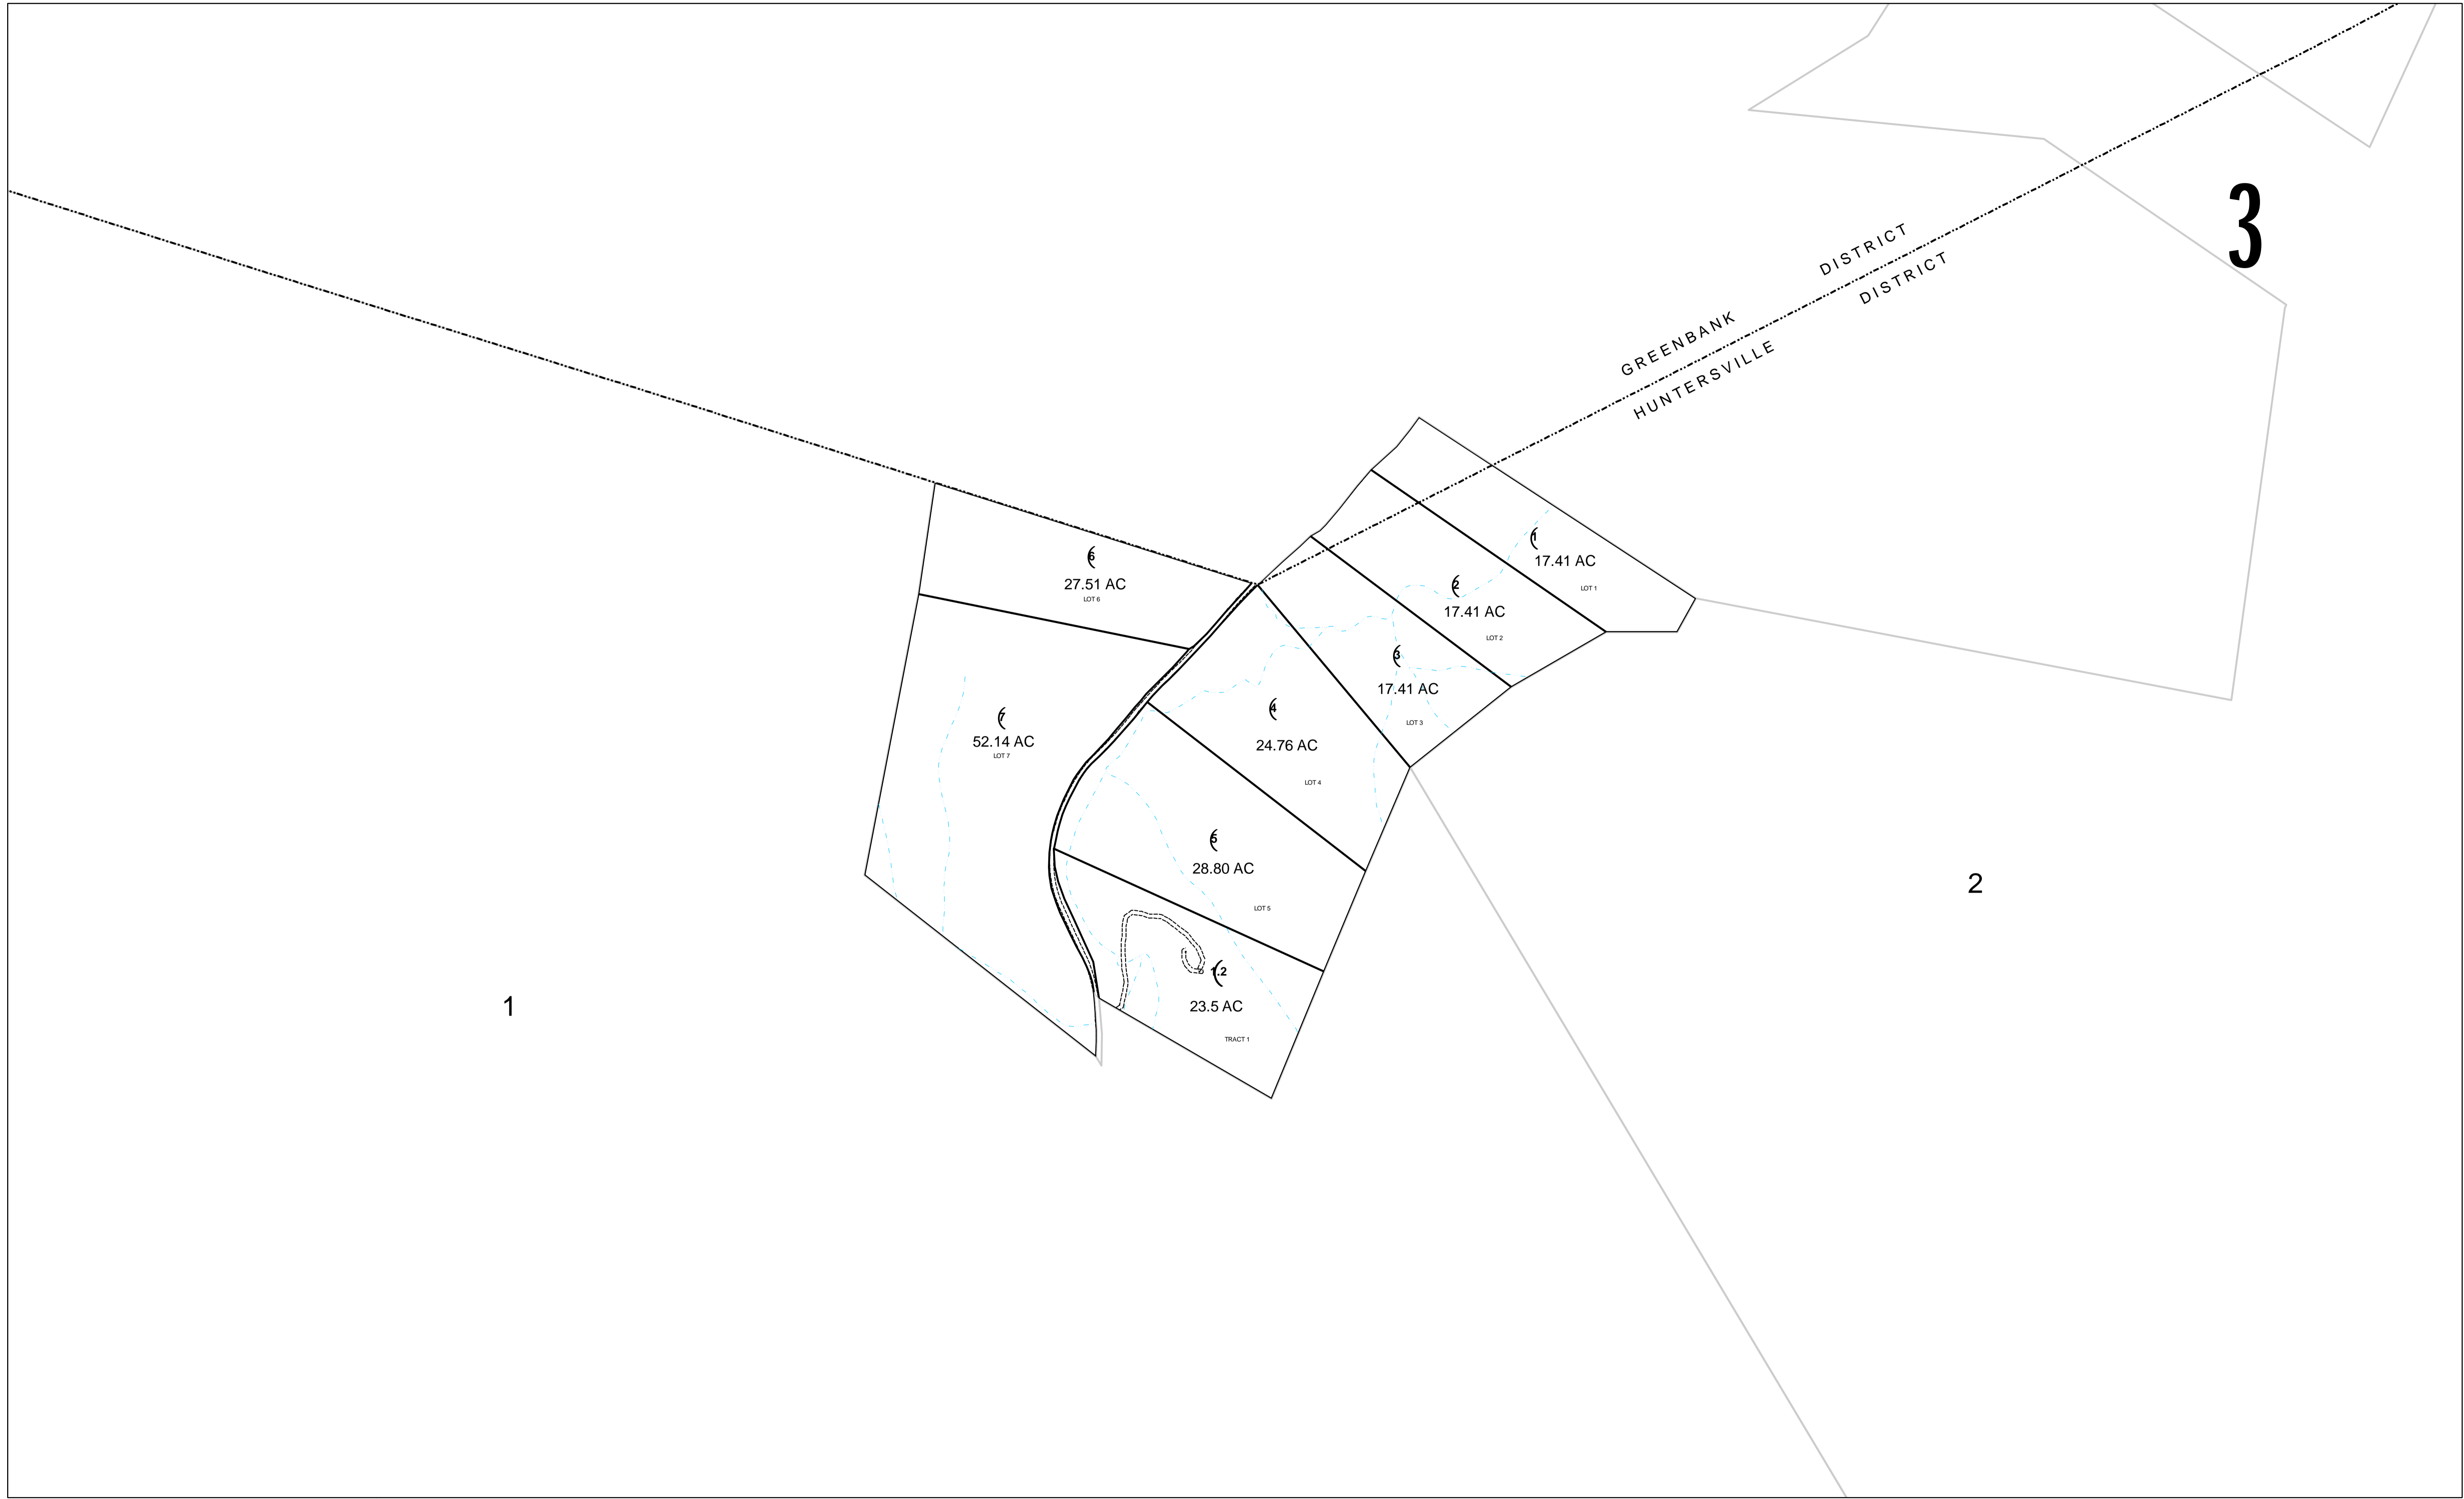 3
GREENBANK DISTRICT
HUNTERSVILLE DISTRICT
1
17.41 AC
LOT 1
6
27.51 AC
LOT 6
2
17.41 AC
LOT 2
3
17.41 AC
LOT 3
7
52.14 AC
LOT 7
4
24.76 AC
LOT 4
5
28.80 AC
LOT 5
1.2
23.5 AC
TRACT 1
2
1